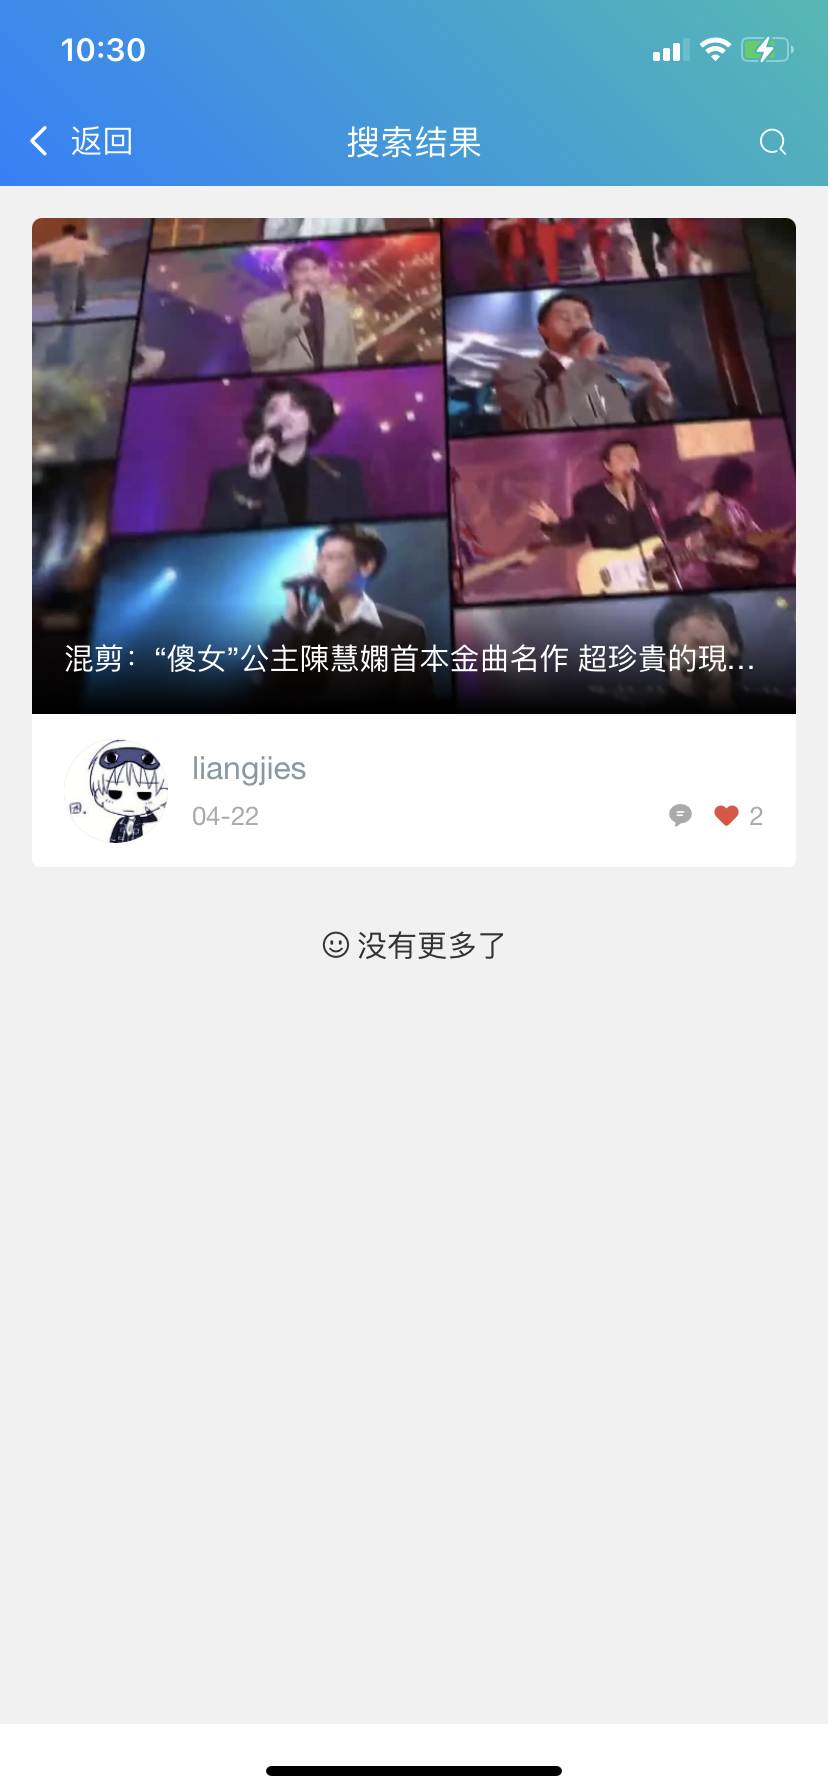 10:30
返回
搜索结果
混剪：“傻女”公主陳慧嫻首本金曲名作 超珍貴的現...
liangjies
04-22
2
没有更多了